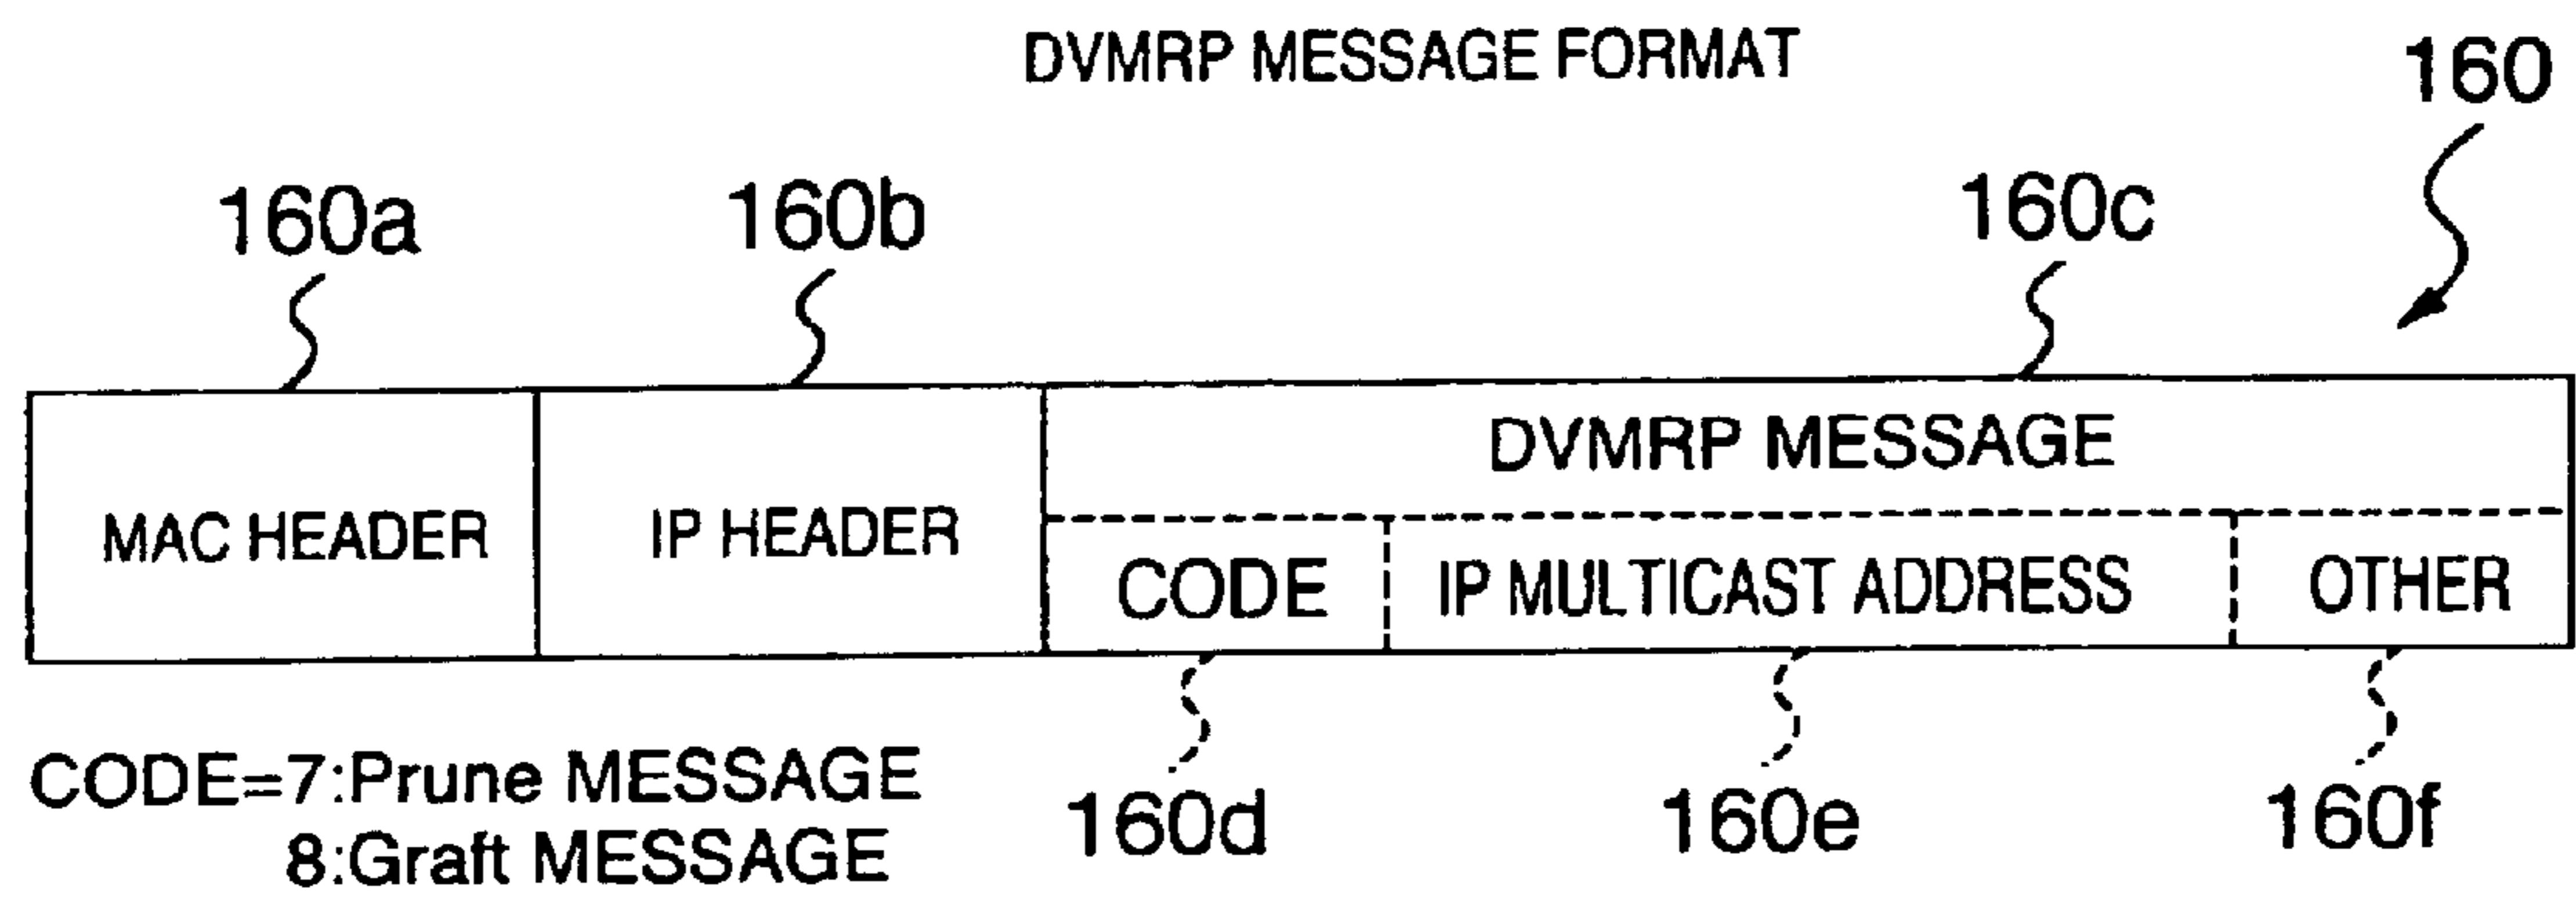 DVMRP MESSAGE FORMAT
160
160a 160b 160c
DVMRP MESSAGE
MAC HEADER IP HEADER
CODE IP MULTICAST ADDRESS OTHER
CODE=7:Prune MESSAGE
8:Graft MESSAGE
160d 160e 160f